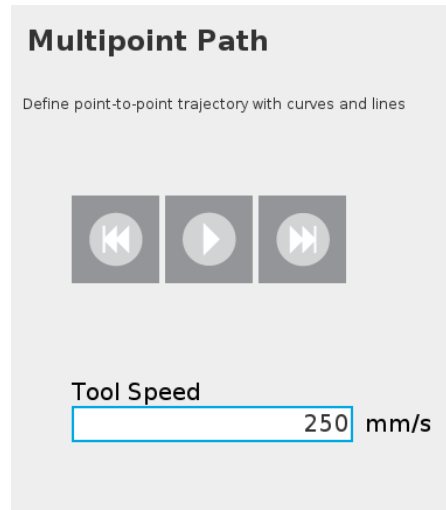 Multipoint Path
Define point-to-point trajectory with curves and lines
Tool Speed
250 mm/s